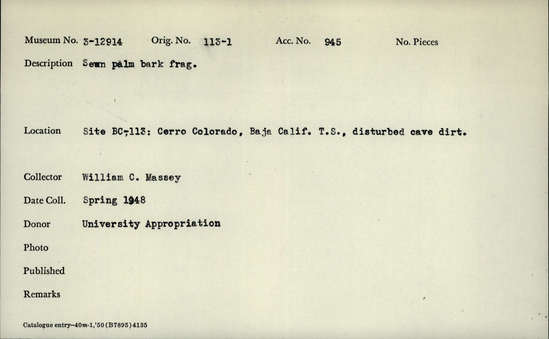 Museum No. 3-12914 Orig. No. 113-1 Acc. No. 945 No. Pieces
Description Sewn palm bark frag.
Location Site BC-113: Cerro Colorado, Baja Calif. T.S., disturbed cave dirt.
Collector William C. Massey
Date Coll. Spring 1948
Donor University Appropriation
Photo
Published
Remarks
Catalogue entry—40m-1,'50 (B7895) 4135